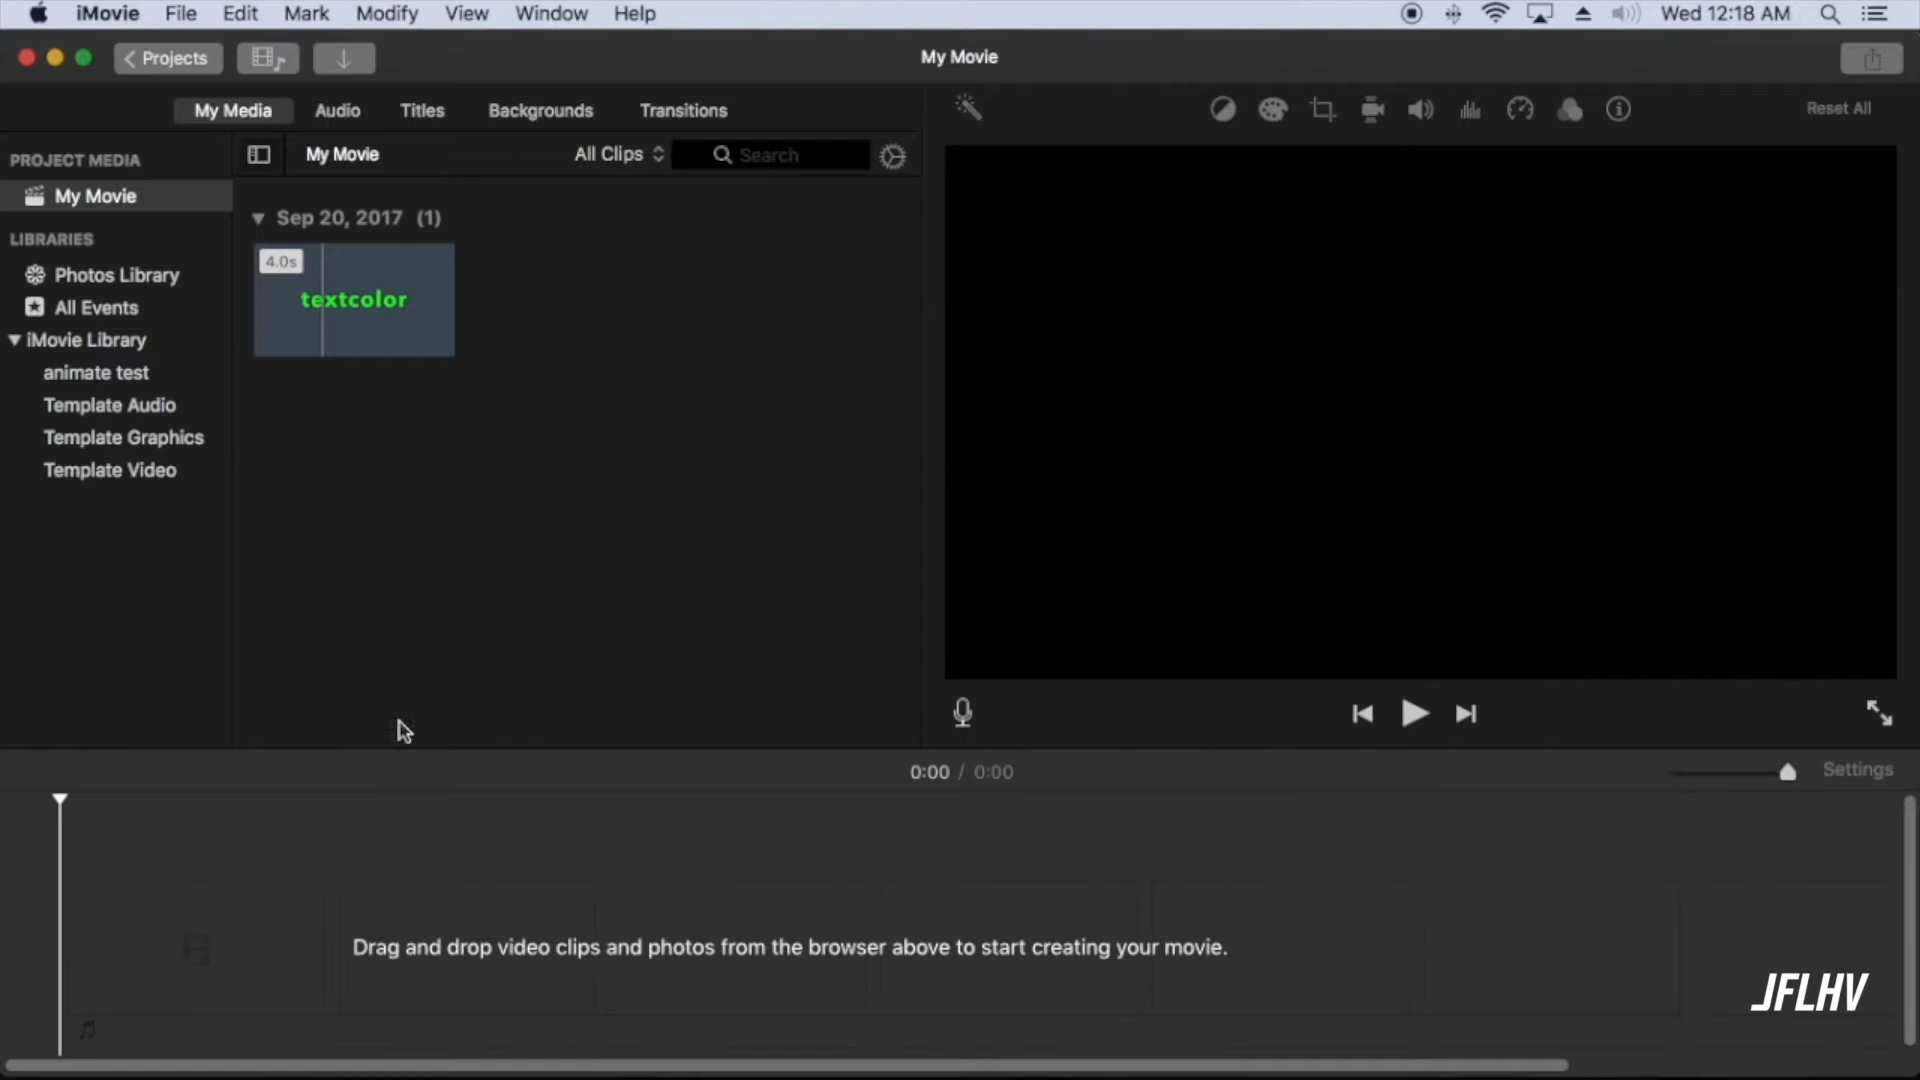 iMovie File Edit Mark Modify View Window Help Wed 12:18 AM
Projects My Movie
My Media Audio Titles Backgrounds Transitions Reset All
PROJECT MEDIA My Movie All Clips Search
My Movie
Sep 20, 2017 (1)
LIBRARIES
4.0s
Photos Library
textcolor
All Events
iMovie Library
animate test
Template Audio
Template Graphics
Template Video
0:00 / 0:00 Settings
Drag and drop video clips and photos from the browser above to start creating your movie.
JFLHV